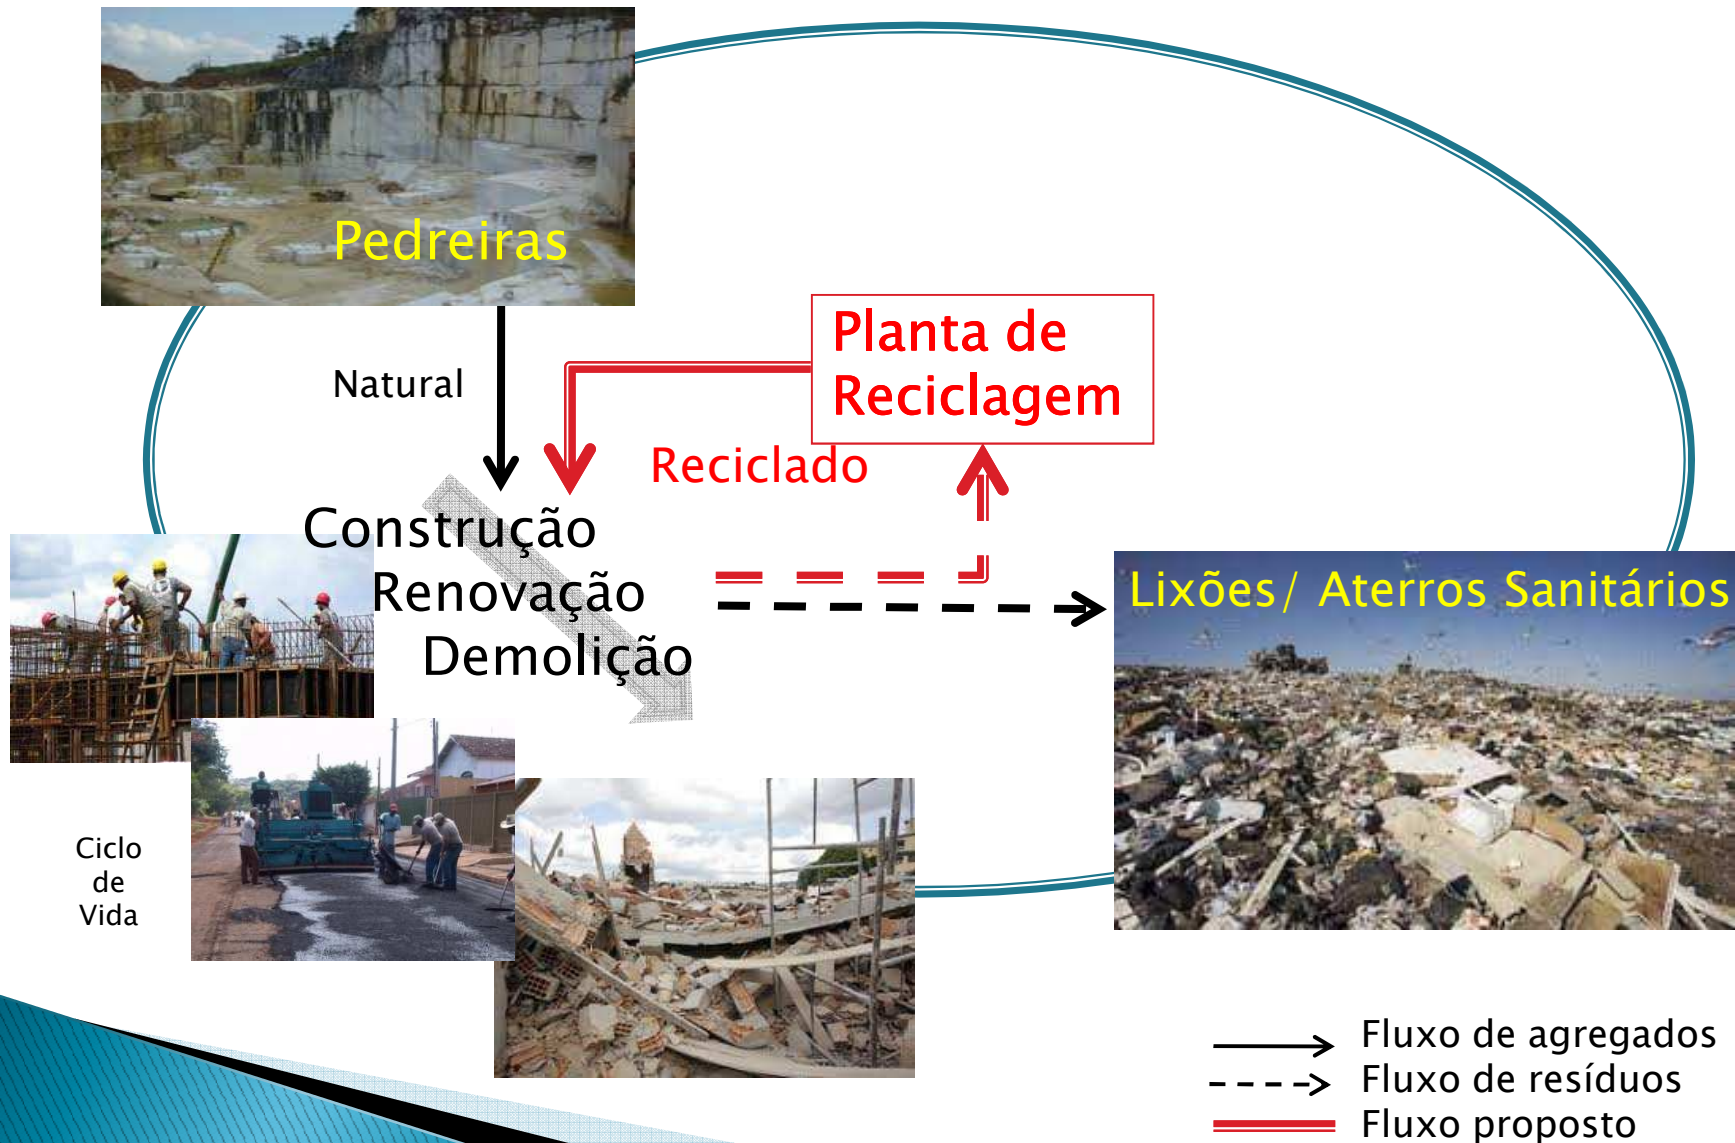 Pedreiras
Natural
Planta de
Reciclagem
Reciclado
Construção
Renovação
Demolição
Lixões/ Aterros Sanitários
Ciclo
de
Vida
Fluxo de agregados
Fluxo de resíduos
Fluxo proposto